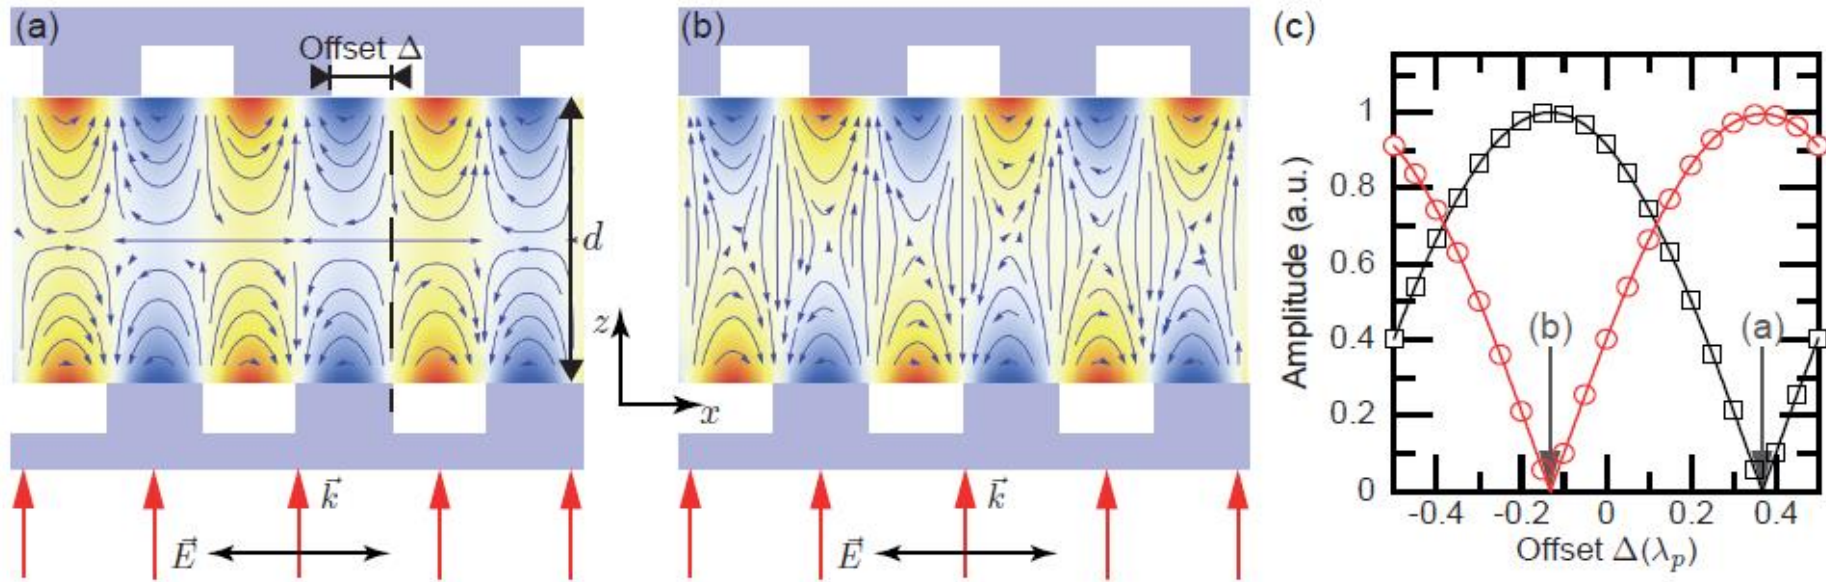 (a)
Offset Δ
d
z
x
k⃗
E⃗
(b)
k⃗
E⃗
(c)
Amplitude (a.u.)
1
0.8
0.6
0.4
0.2
0
(b)
(a)
-0.4
-0.2
0
0.2
0.4
Offset Δ(λₚ)